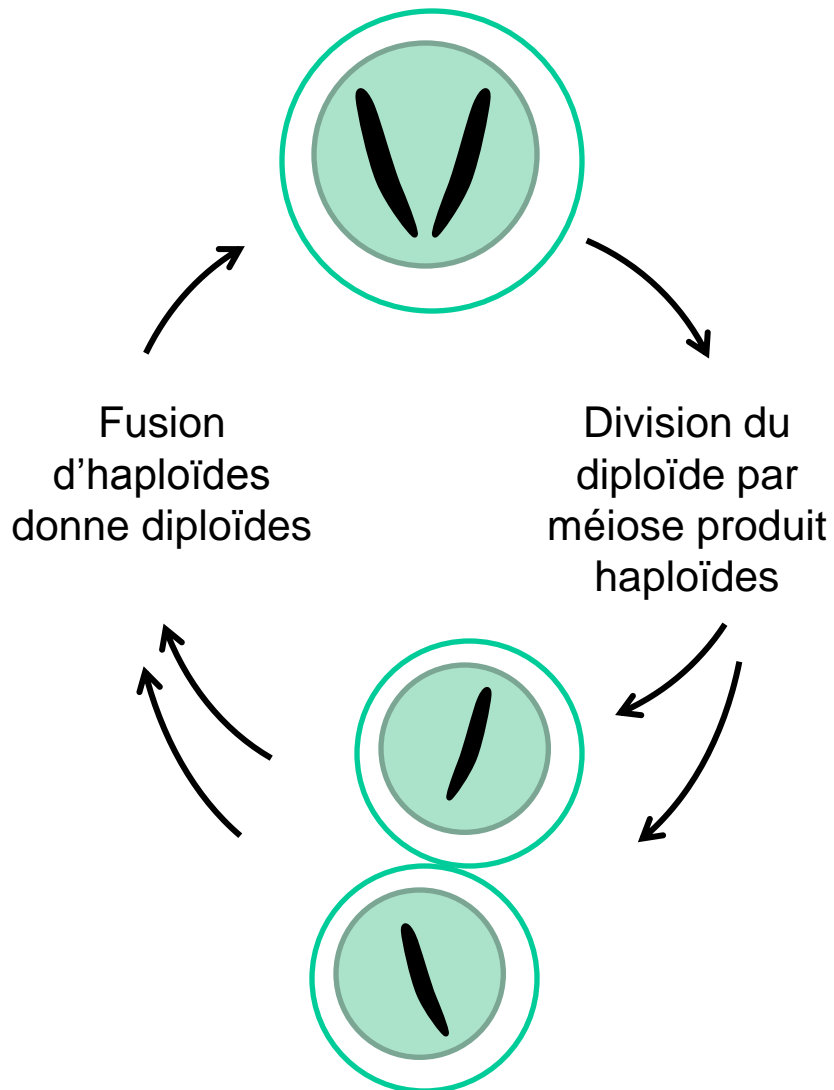 Fusion
d’haploïdes
donne diploïdes
Division du
diploïde par
méiose produit
haploïdes